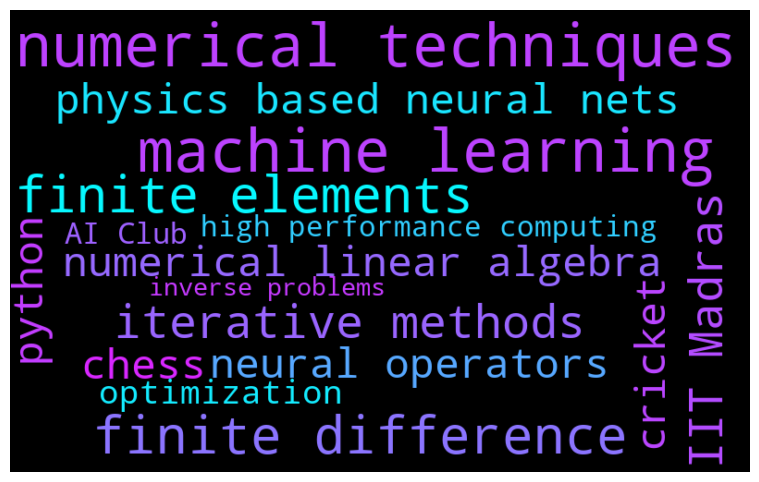 numerical techniques
physics based neural nets
machine learning
finite elements
AI Club
high performance computing
python
numerical linear algebra
inverse problems
IIT Madras
iterative methods
cricket
chess
neural operators
optimization
finite difference